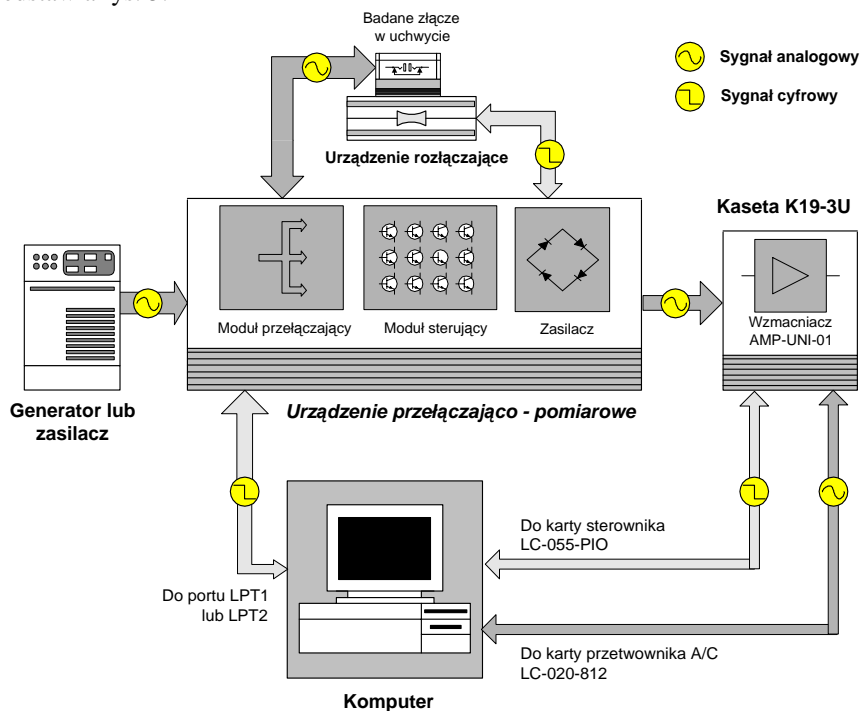 Badane złącze
w uchwycie
Sygnał analogowy
Sygnał cyfrowy
Urządzenie rozłączające
Kaseta K19-3U
Moduł przełączający
Moduł sterujący
Zasilacz
Wzmacniacz
AMP-UNI-01
Generator lub
zasilacz
Urządzenie przełączająco - pomiarowe
Do karty sterownika
LC-055-PIO
Do portu LPT1
lub LPT2
Do karty przetwownika A/C
LC-020-812
Komputer